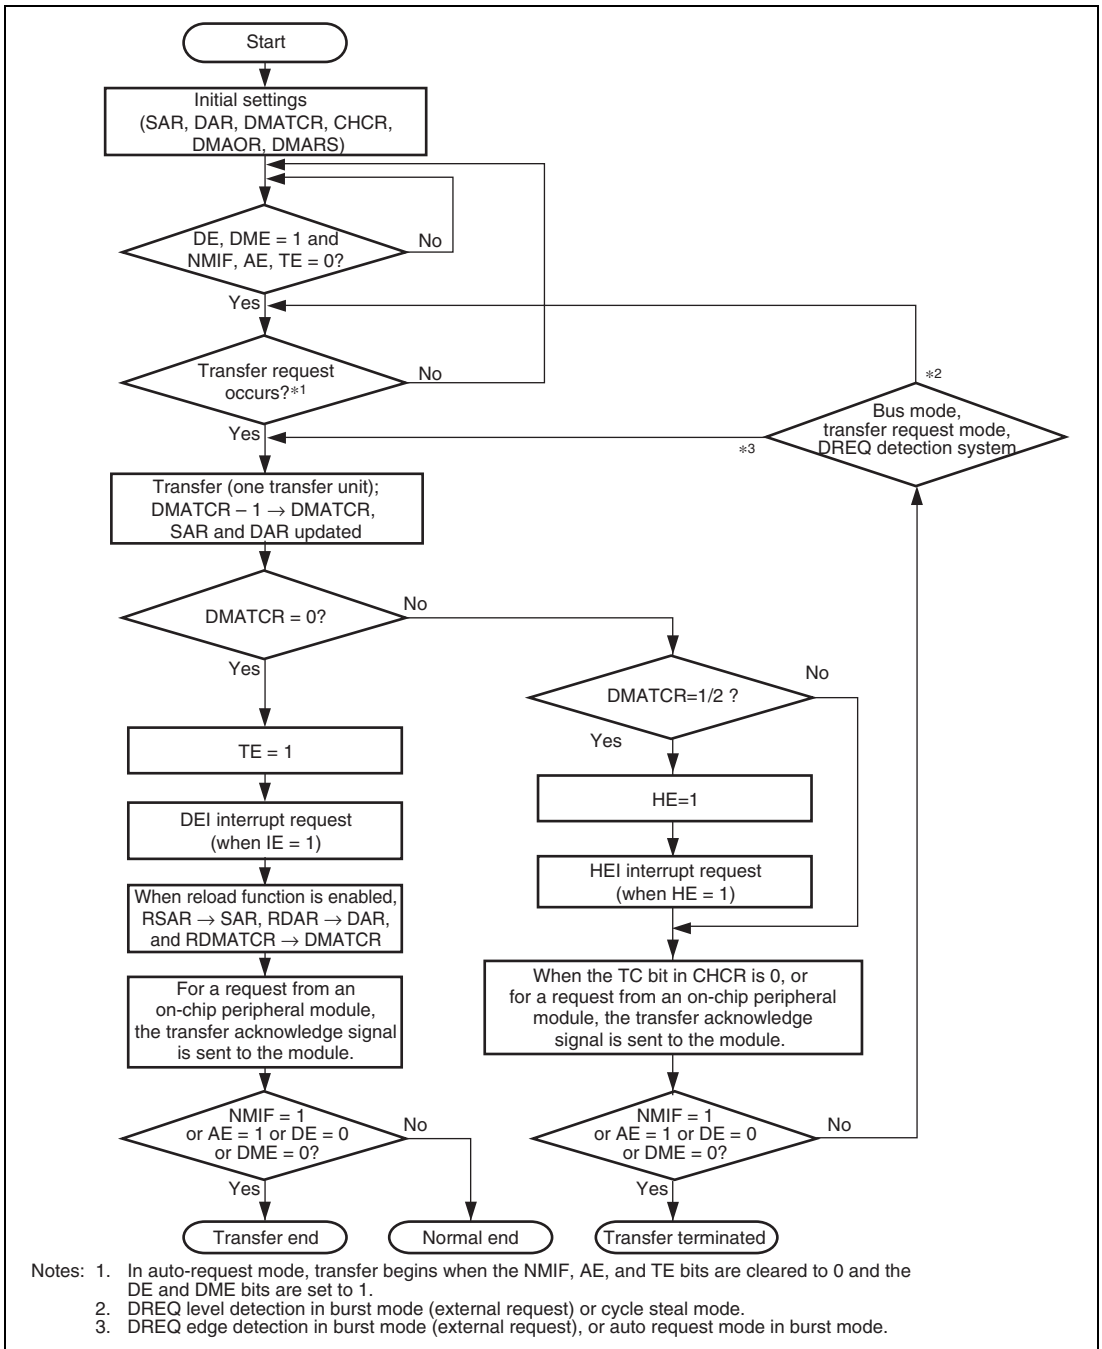 Start
Initial settings
(SAR, DAR, DMATCR, CHCR,
DMAOR, DMARS)
DE, DME = 1 and
NMIF, AE, TE = 0?
No
Yes
Transfer request
occurs?*1
No
Yes
*2
Bus mode,
transfer request mode,
DREQ detection system
*3
Transfer (one transfer unit);
DMATCR – 1 → DMATCR,
SAR and DAR updated
DMATCR = 0?
No
Yes
DMATCR=1/2 ?
No
Yes
TE = 1
HE=1
DEI interrupt request
(when IE = 1)
HEI interrupt request
(when HE = 1)
When reload function is enabled,
RSAR → SAR, RDAR → DAR,
and RDMATCR → DMATCR
For a request from an
on-chip peripheral module,
the transfer acknowledge signal
is sent to the module.
When the TC bit in CHCR is 0, or
for a request from an on-chip peripheral
module, the transfer acknowledge
signal is sent to the module.
NMIF = 1
or AE = 1 or DE = 0
or DME = 0?
No
Yes
NMIF = 1
or AE = 1 or DE = 0
or DME = 0?
No
Yes
Transfer end
Normal end
Transfer terminated
Notes: 1. In auto-request mode, transfer begins when the NMIF, AE, and TE bits are cleared to 0 and the
DE and DME bits are set to 1.
2. DREQ level detection in burst mode (external request) or cycle steal mode.
3. DREQ edge detection in burst mode (external request), or auto request mode in burst mode.